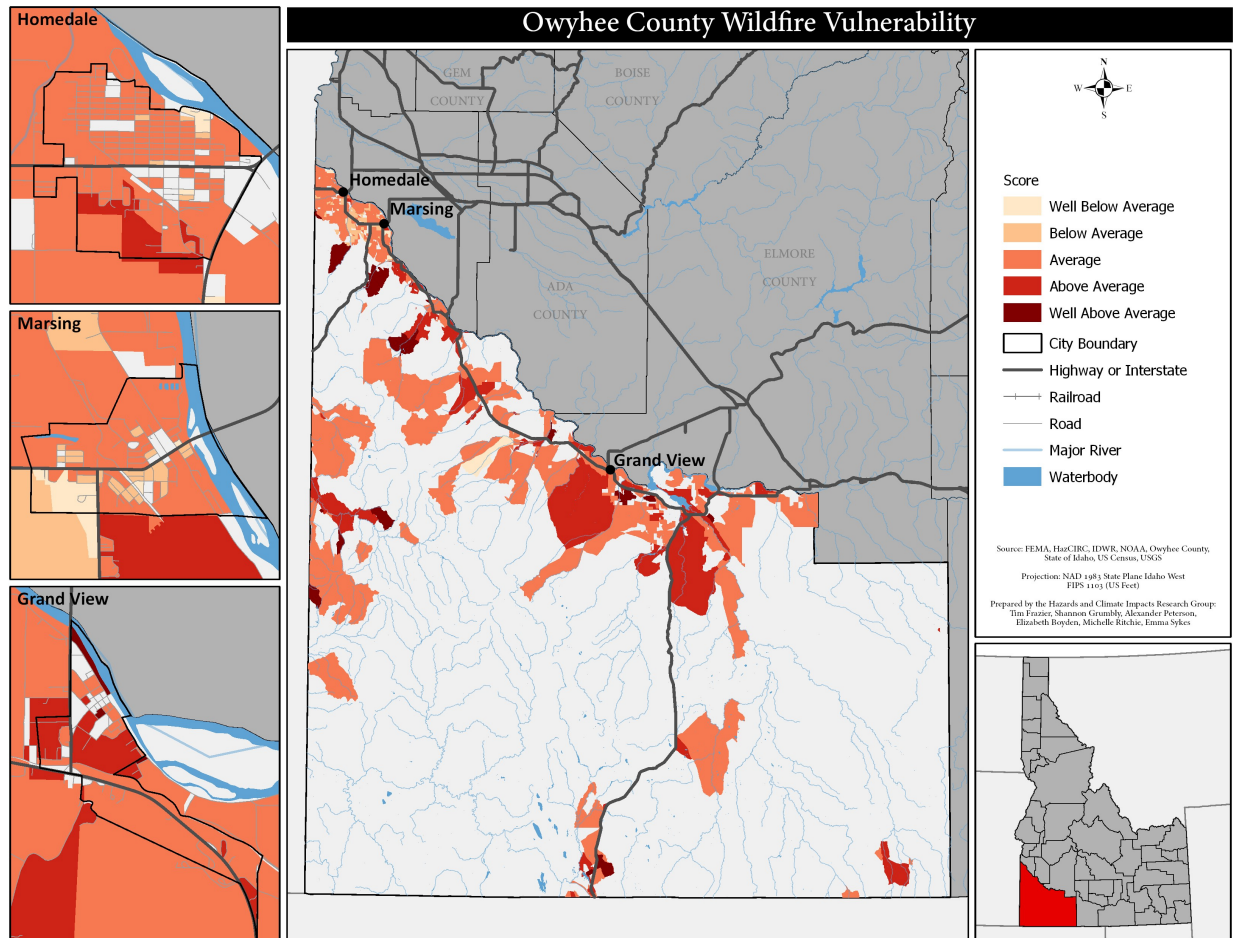 Owyhee County Wildfire Vulnerability
Homedale
Marsing
Grand View
GEM
COUNTY
BOISE
COUNTY
Homedale
Marsing
ELMORE
COUNTY
ADA
COUNTY
Grand View
N
W
E
S
Score
Well Below Average
Below Average
Average
Above Average
Well Above Average
City Boundary
Highway or Interstate
Railroad
Road
Major River
Waterbody
Source: FEMA, HazCIRC, IDWR, NOAA, Owyhee County,
State of Idaho, US Census, USGS
Projection: NAD 1983 State Plane Idaho West
FIPS 1103 (US Feet)
Prepared by the Hazards and Climate Impacts Research Group:
Tim Frazier, Shannon Grumbly, Alexander Peterson,
Elizabeth Boyden, Michelle Ritchie, Emma Sykes